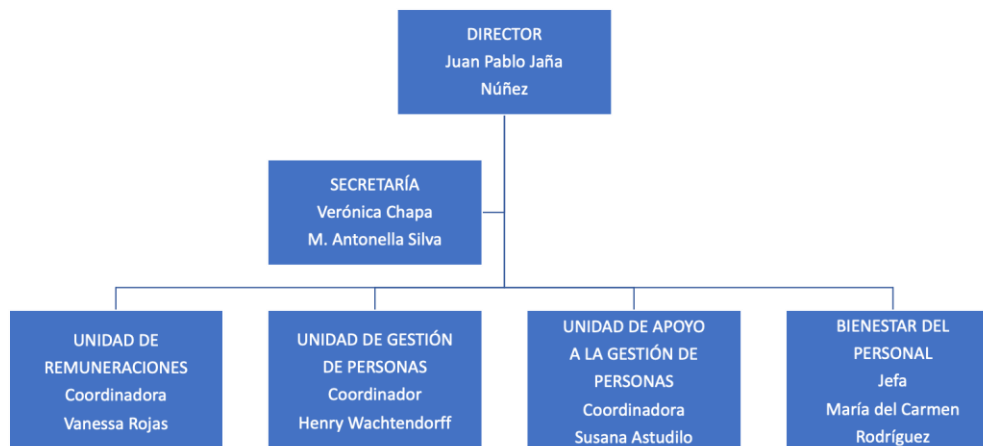 DIRECTOR
Juan Pablo Jaña
Núñez
SECRETARÍA
Verónica Chapa
M. Antonella Silva
UNIDAD DE
REMUNERACIONES
Coordinadora
Vanessa Rojas
UNIDAD DE GESTIÓN
DE PERSONAS
Coordinador
Henry Wachtendorff
UNIDAD DE APOYO
A LA GESTIÓN DE
PERSONAS
Coordinadora
Susana Astudilo
BIENESTAR DEL
PERSONAL
Jefa
María del Carmen
Rodríguez